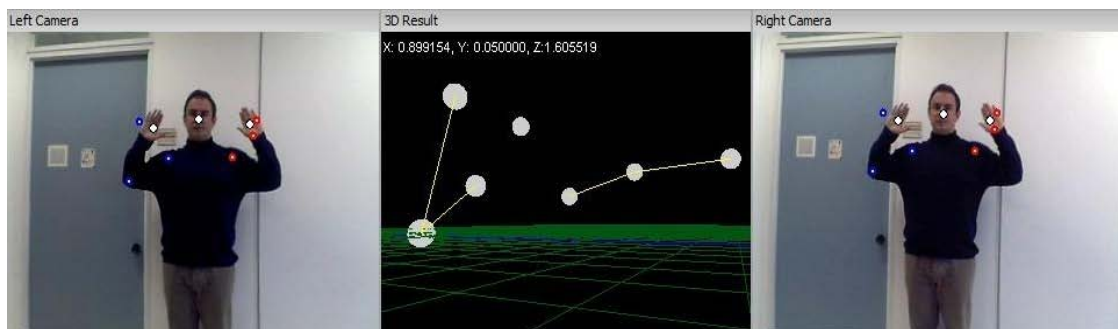 Left Camera
3D Result
Right Camera
X: 0.899154, Y: 0.050000, Z:1.605519